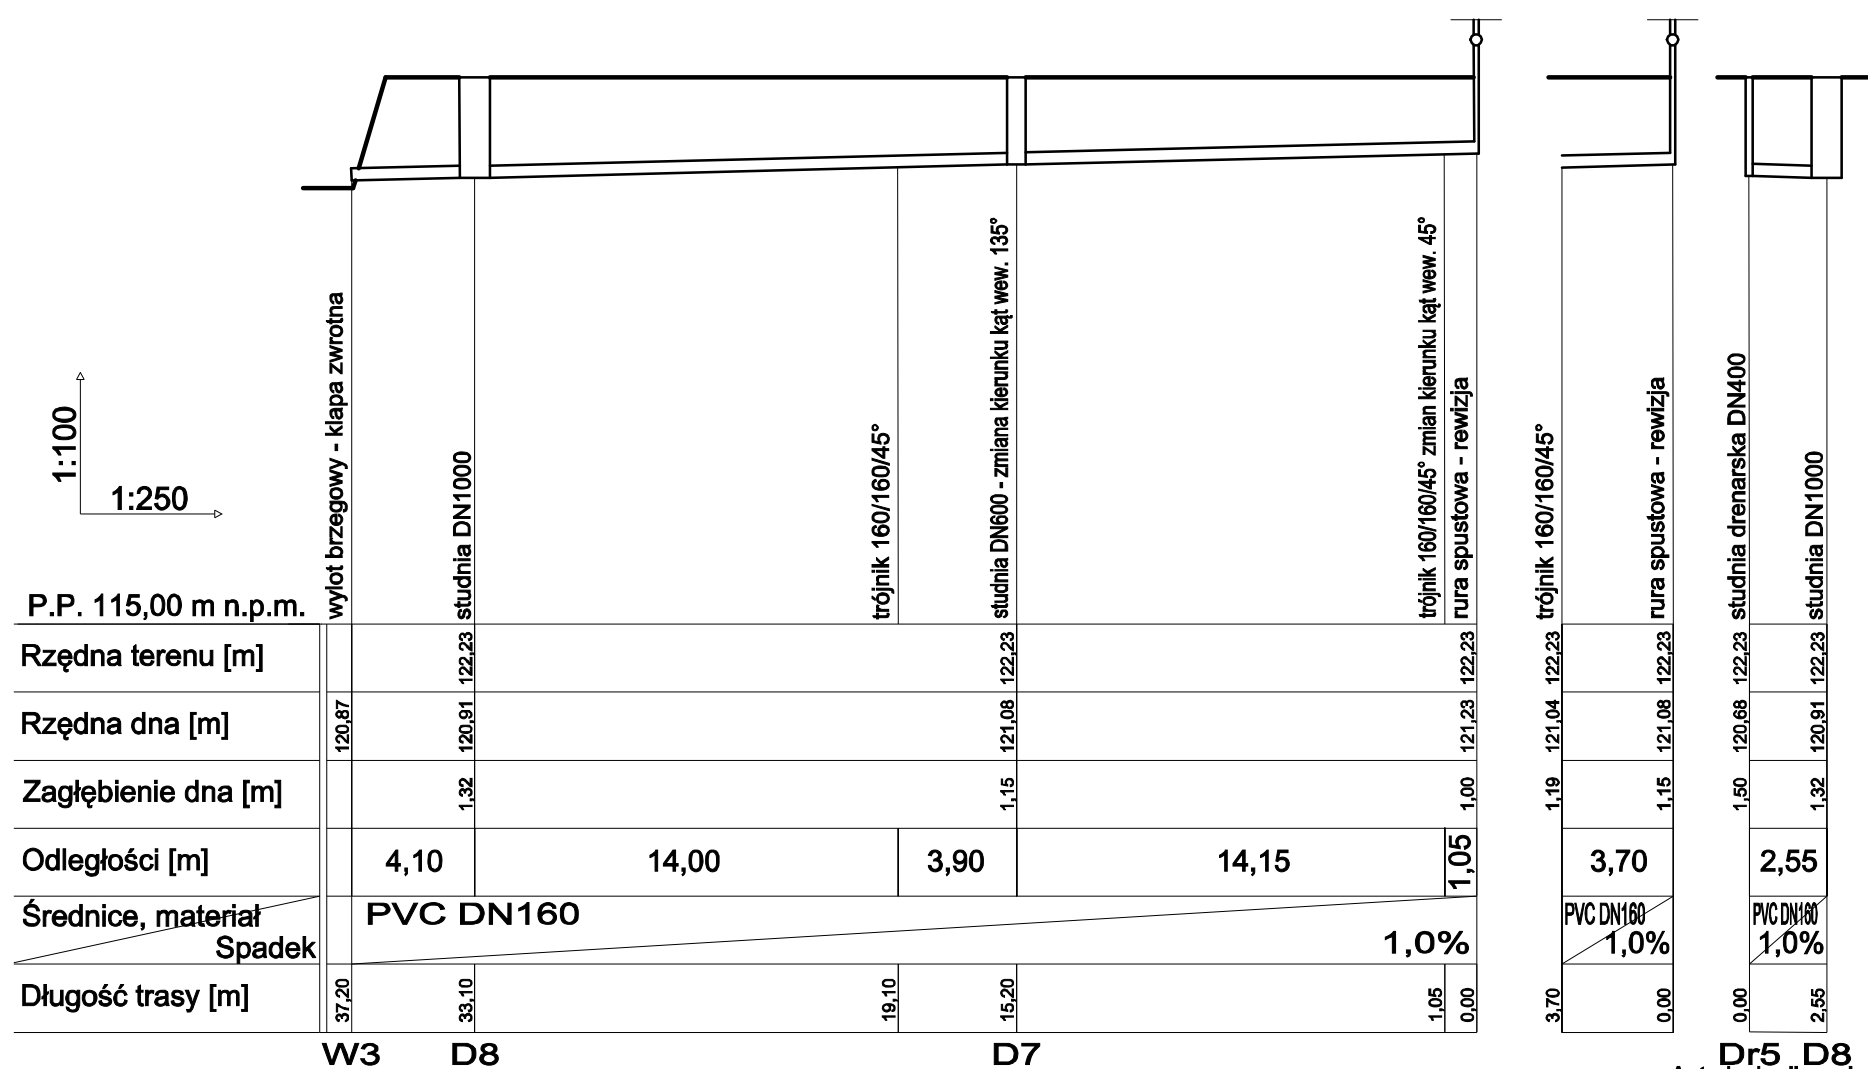 1:100
1:250
wylot brzegowy - klapa zwrotna
studnia DN1000
trójnik 160/160/45°
studnia DN600 - zmiana kierunku kąt wew. 135°
trójnik 160/160/45° zmian kierunku kąt wew. 45°
rura spustowa - rewizja
trójnik 160/160/45°
rura spustowa - rewizja
studnia drenarska DN400
studnia DN1000
P.P. 115,00 m n.p.m.
Rzędna terenu [m] 122,23 122,23 122,23 122,23 122,23 122,23 122,23
Rzędna dna [m] 120,87 120,91 121,08 121,23 121,04 121,08 120,68 120,91
Zagłębienie dna [m] 1,32 1,15 1,00 1,19 1,15 1,50 1,32
Odległości [m] 4,10 14,00 3,90 14,15 1,05 3,70 2,55
Średnice, materiał PVC DN160 PVC DN160 PVC DN160
Spadek 1,0% 1,0% 1,0%
Długość trasy [m] 37,20 33,10 19,10 15,20 1,05 0,00 3,70 0,00 0,00 2,55
W3 D8 D7 Dr5 D8